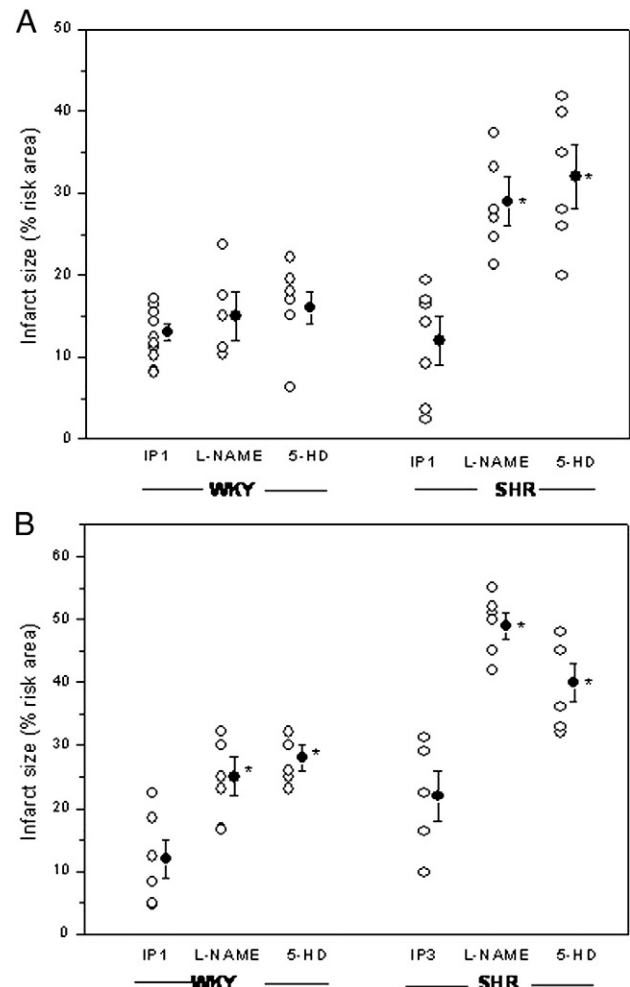 A
Infarct size (% risk area)
50
40
30
20
10
0
* *
IP1 L-NAME 5-HD IP1 L-NAME 5-HD
WKY SHR
B
Infarct size (% risk area)
60
50
40
30
20
10
0
* * * *
IP1 L-NAME 5-HD IP3 L-NAME 5-HD
WKY SHR